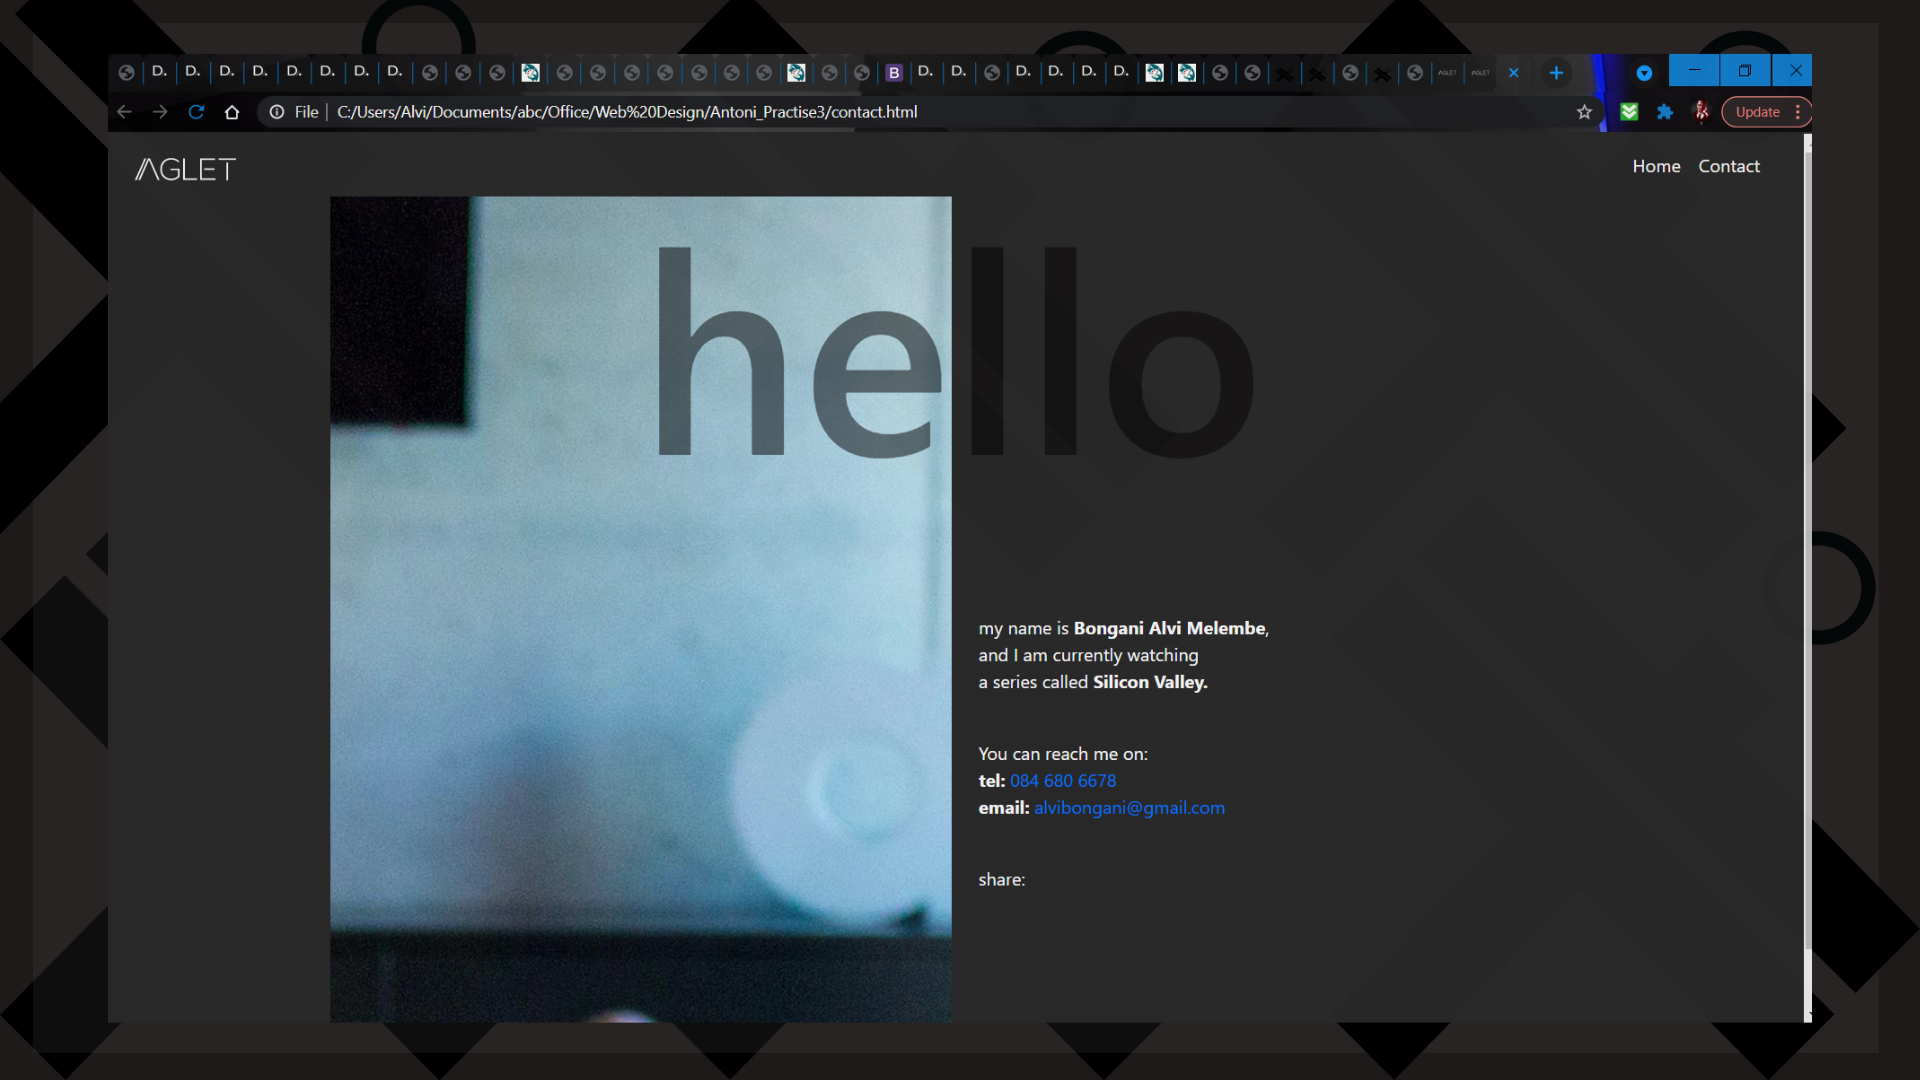 D. D. D. D. D. D. D. D. B D. D. D. D. D. D. AGLET AGLET
File C:/Users/Alvi/Documents/abc/Office/Web%20Design/Antoni_Practise3/contact.html Update
AGLET Home Contact
hello
my name is Bongani Alvi Melembe,
and I am currently watching
a series called Silicon Valley.
You can reach me on:
tel: 084 680 6678
email: alvibongani@gmail.com
share: